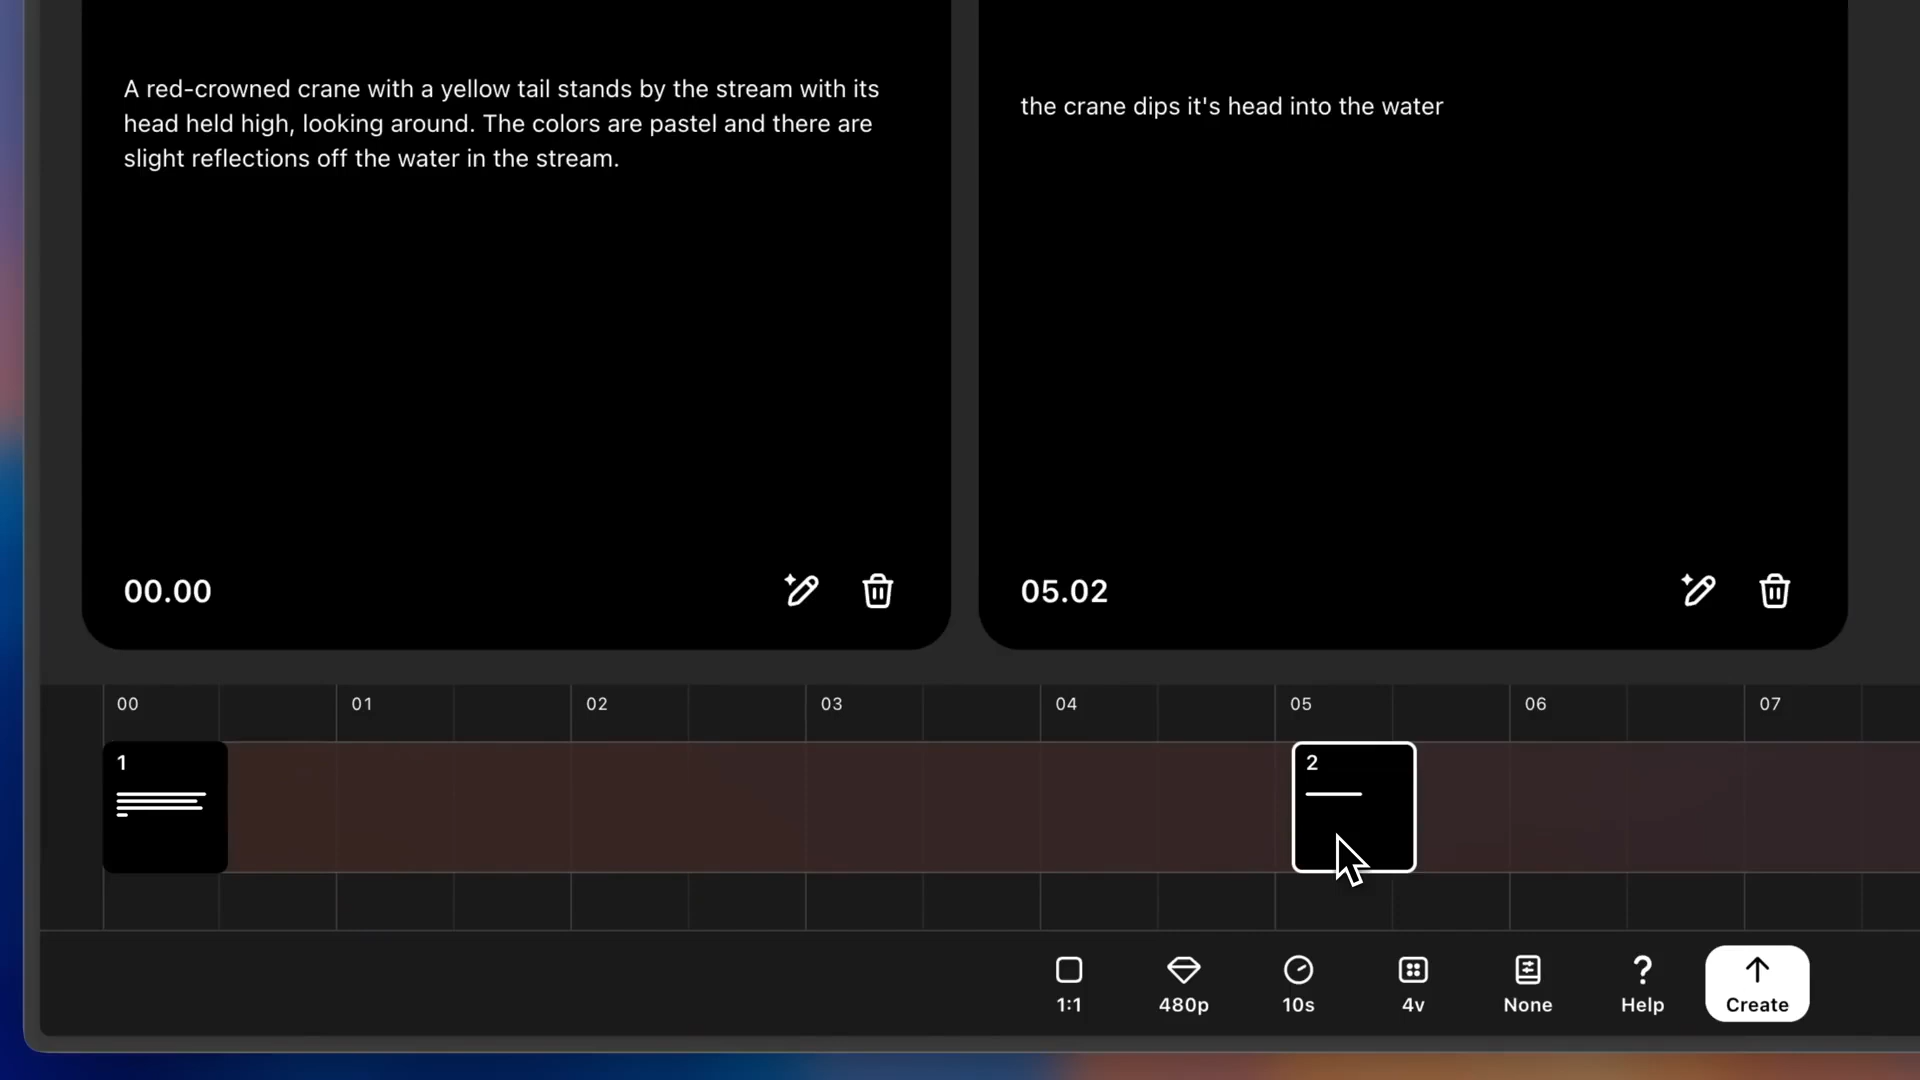 A red-crowned crane with a yellow tail stands by the stream with its
head held high, looking around. The colors are pastel and there are
slight reflections off the water in the stream.
00.00
the crane dips it's head into the water
05.02
00 01 02 03 04 05 06 07
1 2
1:1 480p 10s 4v None Help Create